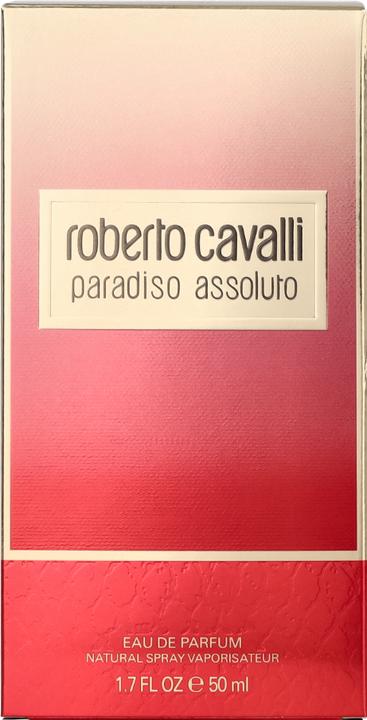 roberto cavalli
paradiso assoluto
EAU DE PARFUM
NATURAL SPRAY VAPORISATEUR
1.7 FL OZ ℮ 50 ml